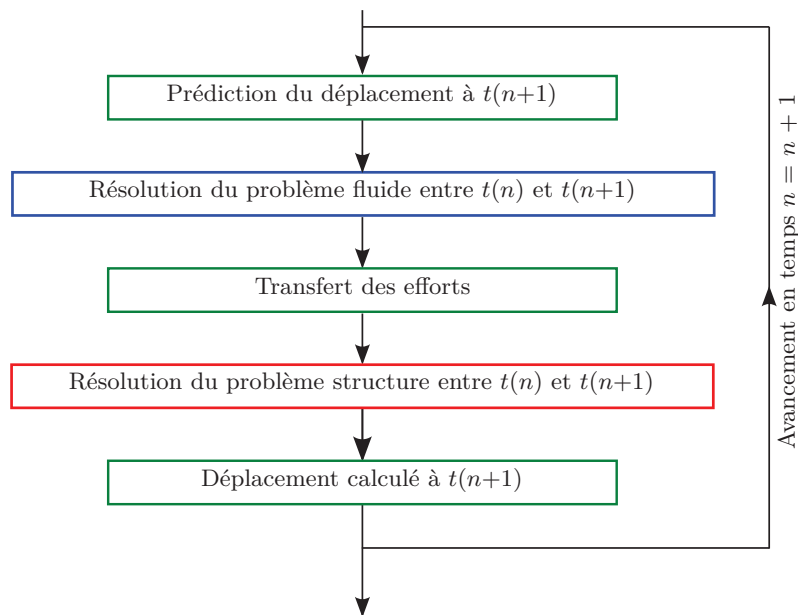 Prédiction du déplacement à t(n+1)
Résolution du problème fluide entre t(n) et t(n+1)
Transfert des efforts
Résolution du problème structure entre t(n) et t(n+1)
Déplacement calculé à t(n+1)
Avancement en temps n = n + 1